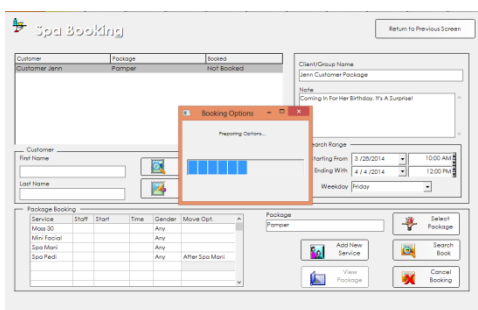 Spa Booking
Return to Previous Screen
Customer Package Booked
Customer Jenn Pamper Not Booked
Client/Group Name
Jenn Customer Package
Note
Coming In For Her Birthday. It's A Surprise!
Booking Options
Preparing Options...
Customer
First Name
Last Name
Search Range
Starting From 3 /28/2014 10:00 AM
Ending With 4 / 4 /2014 12:00 PM
Weekday Friday
Package Booking
Service Staff Start Time Gender Move Opt.
Mass 30 Any
Mini Facial Any
Spa Mani Any
Spa Pedi Any After Spa Mani
Package
Pamper
Select Package
Add New Service
Search Book
View Package
Cancel Booking